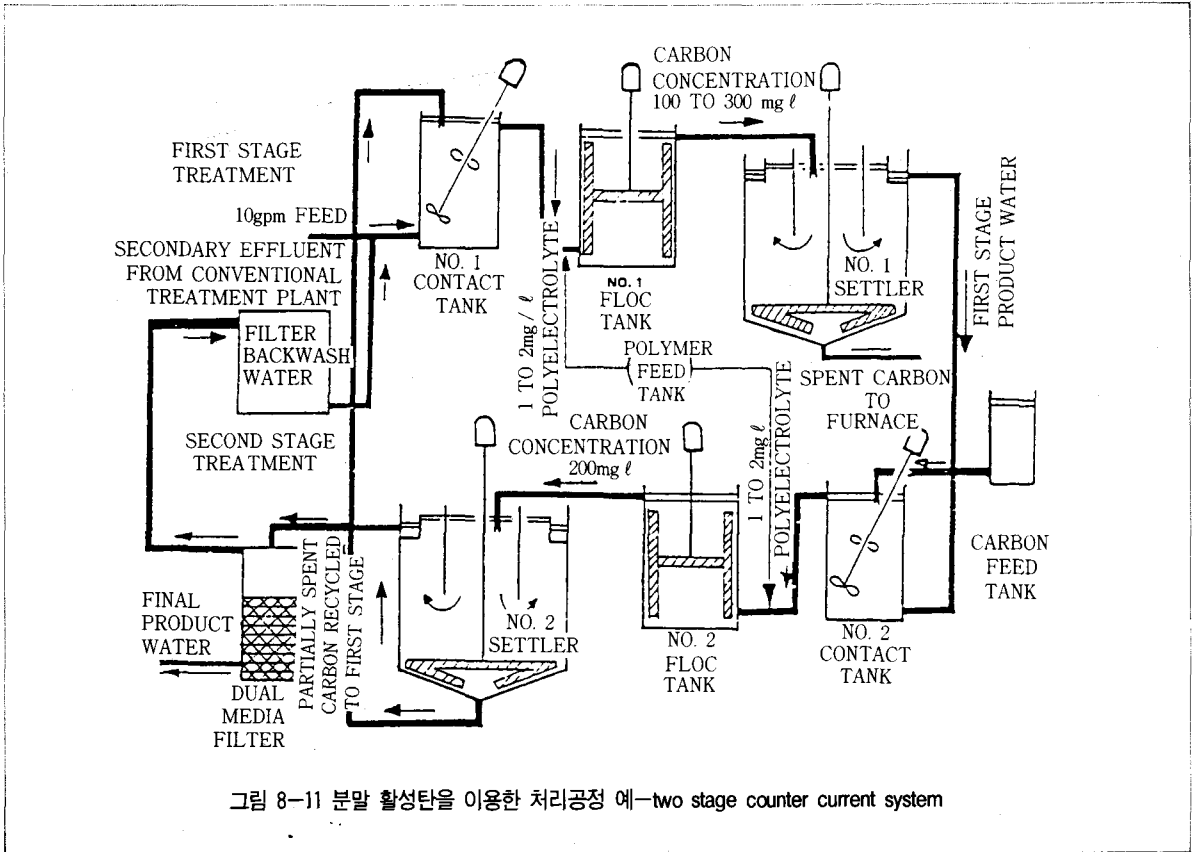 CARBON
CONCENTRATION
100 TO 300 mg ℓ
FIRST STAGE
TREATMENT
10gpm FEED
SECONDARY EFFLUENT
FROM CONVENTIONAL
TREATMENT PLANT
NO. 1
CONTACT
TANK
1 TO 2mg / ℓ
POLYELECTROLYTE
NO. 1
FLOC
TANK
NO. 1
SETTLER
FIRST STAGE
PRODUCT WATER
FILTER
BACKWASH
WATER
POLYMER
FEED
TANK
SPENT CARBON
TO
FURNACE
SECOND STAGE
TREATMENT
CARBON
CONCENTRATION
200mg ℓ
1 TO 2mg ℓ
POLYELECTROLYTE
CARBON
FEED
TANK
FINAL
PRODUCT
WATER
PARTIALLY SPENT
CARBON RECYCLED
TO FIRST STAGE
NO. 2
SETTLER
NO. 2
FLOC
TANK
NO. 2
CONTACT
TANK
DUAL
MEDIA
FILTER
그림 8-11 분말 활성탄을 이용한 처리공정 예-two stage counter current system